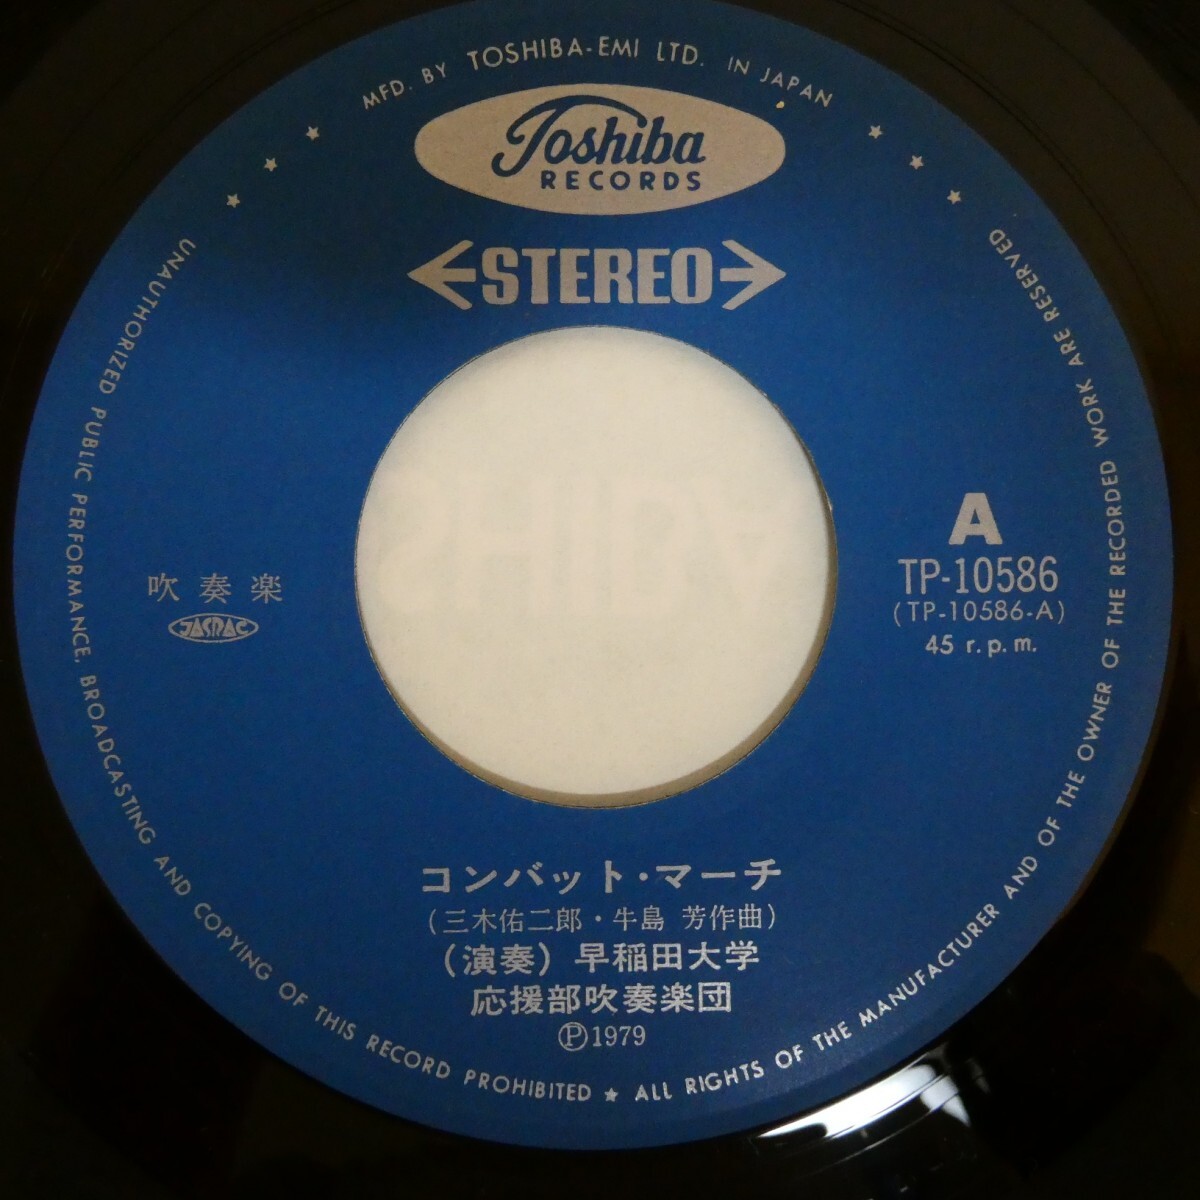 MFD. BY TOSHIBA-EMI LTD. IN JAPAN
Toshiba
RECORDS
STEREO
吹奏楽
JASRAC
A
TP-10586
(TP-10586-A)
45 r.p.m.
コンバット・マーチ
(三木佑二郎・牛島 芳作曲)
(演奏) 早稲田大学
応援部吹奏楽団
Ⓟ1979
UNAUTHORIZED PUBLIC PERFORMANCE, BROADCASTING AND COPYING OF THIS RECORD PROHIBITED ★ ALL RIGHTS OF THE MANUFACTURER AND OF THE OWNER OF THE RECORDED WORK ARE RESERVED